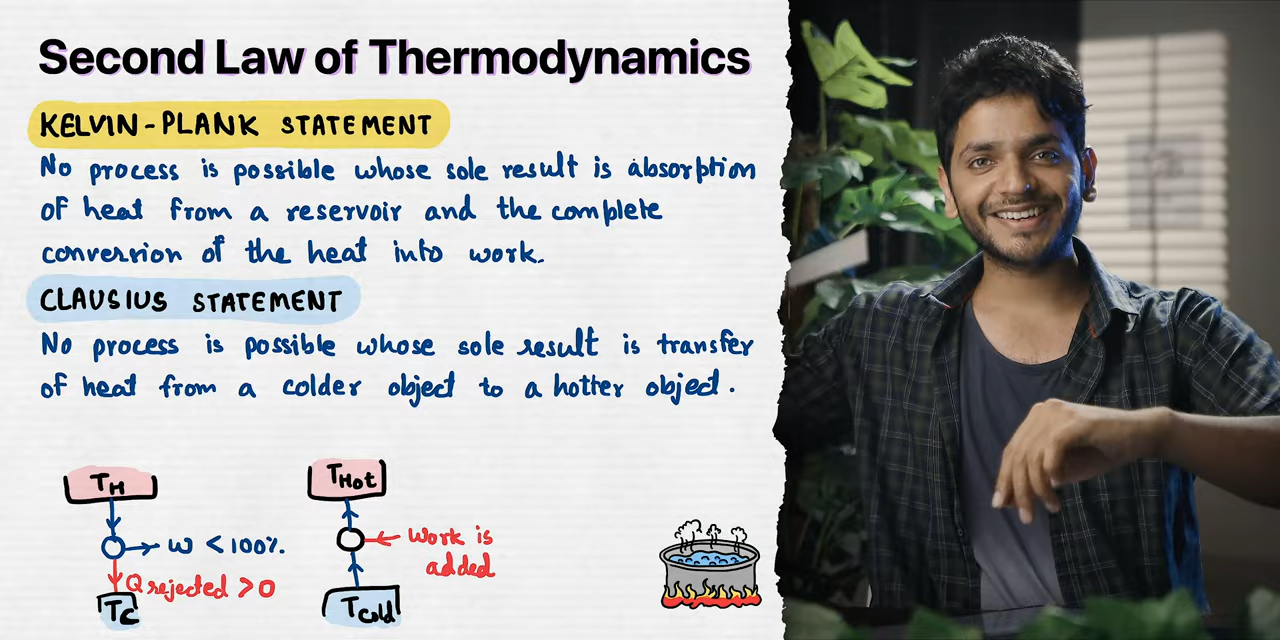 Second Law of Thermodynamics
KELVIN-PLANK STATEMENT
No process is possible whose sole result is absorption
of heat from a reservoir and the complete
conversion of the heat into work.
CLAUSIUS STATEMENT
No process is possible whose sole result is transfer
of heat from a colder object to a hotter object.
TH
W < 100%.
Q rejected > 0
TC
THot
Work is
added
TCold